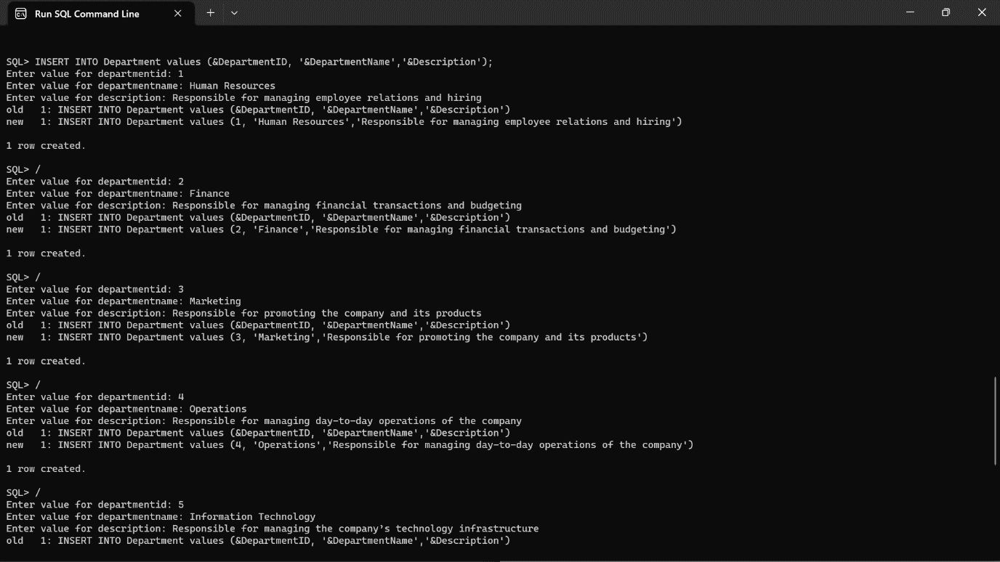 Run SQL Command Line
SQL> INSERT INTO Department values (&DepartmentID, '&DepartmentName','&Description');
Enter value for departmentid: 1
Enter value for departmentname: Human Resources
Enter value for description: Responsible for managing employee relations and hiring
old   1: INSERT INTO Department values (&DepartmentID, '&DepartmentName','&Description')
new   1: INSERT INTO Department values (1, 'Human Resources','Responsible for managing employee relations and hiring')
1 row created.
SQL> /
Enter value for departmentid: 2
Enter value for departmentname: Finance
Enter value for description: Responsible for managing financial transactions and budgeting
old   1: INSERT INTO Department values (&DepartmentID, '&DepartmentName','&Description')
new   1: INSERT INTO Department values (2, 'Finance','Responsible for managing financial transactions and budgeting')
1 row created.
SQL> /
Enter value for departmentid: 3
Enter value for departmentname: Marketing
Enter value for description: Responsible for promoting the company and its products
old   1: INSERT INTO Department values (&DepartmentID, '&DepartmentName','&Description')
new   1: INSERT INTO Department values (3, 'Marketing','Responsible for promoting the company and its products')
1 row created.
SQL> /
Enter value for departmentid: 4
Enter value for departmentname: Operations
Enter value for description: Responsible for managing day-to-day operations of the company
old   1: INSERT INTO Department values (&DepartmentID, '&DepartmentName','&Description')
new   1: INSERT INTO Department values (4, 'Operations','Responsible for managing day-to-day operations of the company')
1 row created.
SQL> /
Enter value for departmentid: 5
Enter value for departmentname: Information Technology
Enter value for description: Responsible for managing the company’s technology infrastructure
old   1: INSERT INTO Department values (&DepartmentID, '&DepartmentName','&Description')